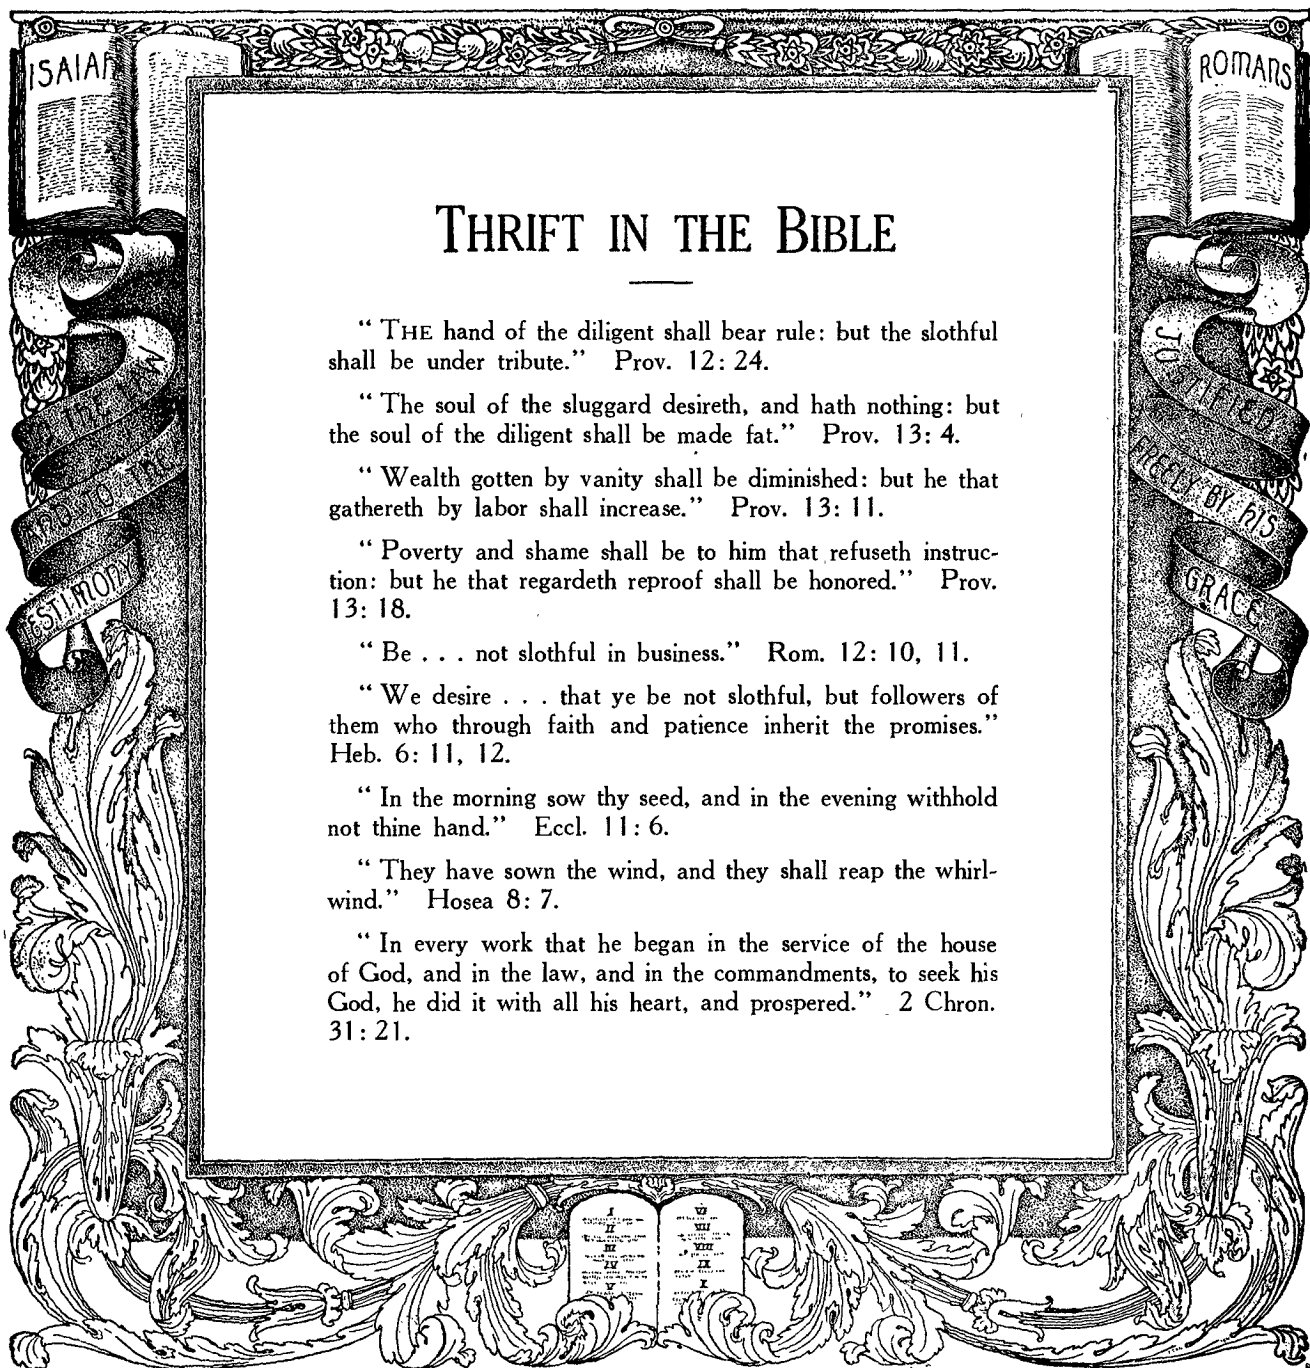 ISAIAH
ROMANS
THRIFT IN THE BIBLE
“ THE hand of the diligent shall bear rule: but the slothful
shall be under tribute.” Prov. 12: 24.
“ The soul of the sluggard desireth, and hath nothing: but
the soul of the diligent shall be made fat.” Prov. 13: 4.
“ Wealth gotten by vanity shall be diminished: but he that
gathereth by labor shall increase.” Prov. 13: 11.
“ Poverty and shame shall be to him that refuseth instruc-
tion: but he that regardeth reproof shall be honored.” Prov.
13: 18.
“ Be . . . not slothful in business.” Rom. 12: 10, 11.
“ We desire . . . that ye be not slothful, but followers of
them who through faith and patience inherit the promises.”
Heb. 6: 11, 12.
“ In the morning sow thy seed, and in the evening withhold
not thine hand.” Eccl. 11: 6.
“ They have sown the wind, and they shall reap the whirl-
wind.” Hosea 8: 7.
“ In every work that he began in the service of the house
of God, and in the law, and in the commandments, to seek his
God, he did it with all his heart, and prospered.” 2 Chron.
31: 21.
THE LAW
AND TO THE
TESTIMONY
JUSTIFIED
FREELY BY HIS
GRACE
I
II
III
IV
V
VI
VII
VIII
IX